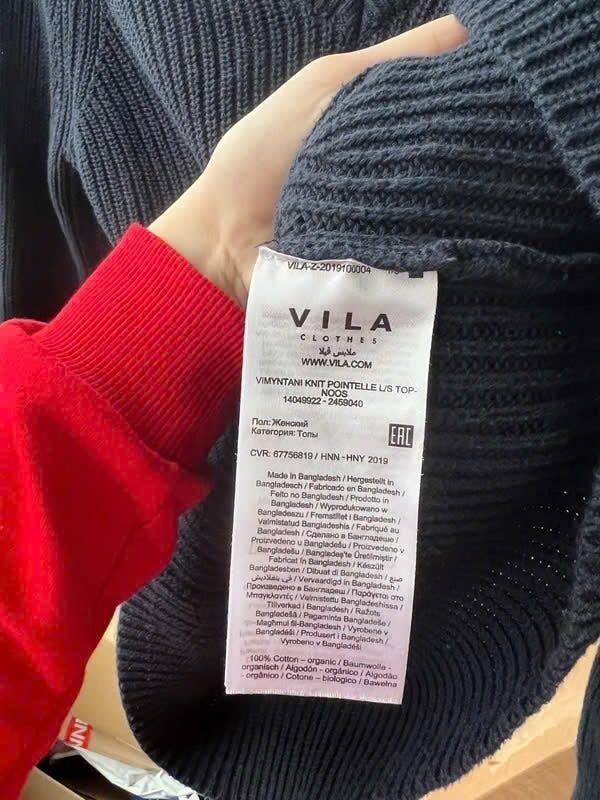 VILA-Z-2019100004
VILA
CLOTHES
ملابس ڤيلا
WWW.VILA.COM
VIMYNTANI KNIT POINTELLE L/S TOP-
NOOS
14049922 - 2459040
Пол: Женский
Категория: Топы
EAC
CVR: 67756819 / HNN - HNY 2019
Made in Bangladesh / Hergestellt in
Bangladesch / Fabricado en Bangladesh /
Feito no Bangladesh / Prodotto in
Bangladesh / Wyprodukowano w
Bangladeszu / Fremstillet i Bangladesh /
Valmistatud Bangladeshis / Fabriqué au
Bangladesh / Сделано в Бангладеше /
Proizvedeno u Bangladešu / Proizvedeno v
Bangladešu / Bangladeş'te Üretilmiştir /
Fabricat în Bangladesh / Készült
Bangladesben / Dibuat di Bangladesh / صنع
في بنغلاديش / Vervaardigd in Bangladesh /
Произведено в Бангладеш / Παράγεται στο
Μπαγκλαντές / Valmistettu Bangladeshissa /
Tillverkad i Bangladesh / Ražots
Bangladešā / Pagaminta Bangladeše /
Magħmul fil-Bangladesh / Vyrobené v
Bangladéši / Produsert i Bangladesh /
Vyrobeno v Bangladéši
100% Cotton – organic / Baumwolle -
organisch / Algodón - orgánico / Algodão
- orgânico / Cotone – biologico / Bawełna